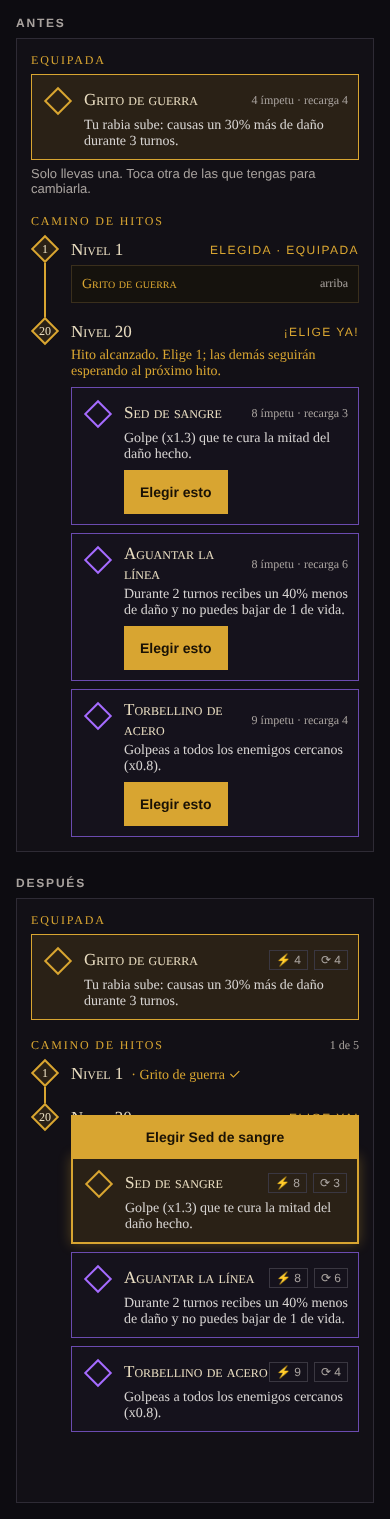 ANTES
EQUIPADA
Grito de guerra 4 ímpetu · recarga 4
Tu rabia sube: causas un 30% más de daño
durante 3 turnos.
Solo llevas una. Toca otra de las que tengas para
cambiarla.
CAMINO DE HITOS
1 Nivel 1 ELEGIDA · EQUIPADA
Grito de guerra arriba
20 Nivel 20 ¡ELIGE YA!
Hito alcanzado. Elige 1; las demás seguirán
esperando al próximo hito.
Sed de sangre 8 ímpetu · recarga 3
Golpe (x1.3) que te cura la mitad del
daño hecho.
Elegir esto
Aguantar la
línea 8 ímpetu · recarga 6
Durante 2 turnos recibes un 40% menos
de daño y no puedes bajar de 1 de vida.
Elegir esto
Torbellino de
acero 9 ímpetu · recarga 4
Golpeas a todos los enemigos cercanos
(x0.8).
Elegir esto
DESPUÉS
EQUIPADA
Grito de guerra ⚡ 4 ⟳ 4
Tu rabia sube: causas un 30% más de daño
durante 3 turnos.
CAMINO DE HITOS 1 de 5
1 Nivel 1 · Grito de guerra ✓
20
Elegir Sed de sangre
Sed de sangre ⚡ 8 ⟳ 3
Golpe (x1.3) que te cura la mitad del
daño hecho.
Aguantar la línea ⚡ 8 ⟳ 6
Durante 2 turnos recibes un 40% menos
de daño y no puedes bajar de 1 de vida.
Torbellino de acero ⚡ 9 ⟳ 4
Golpeas a todos los enemigos cercanos
(x0.8).